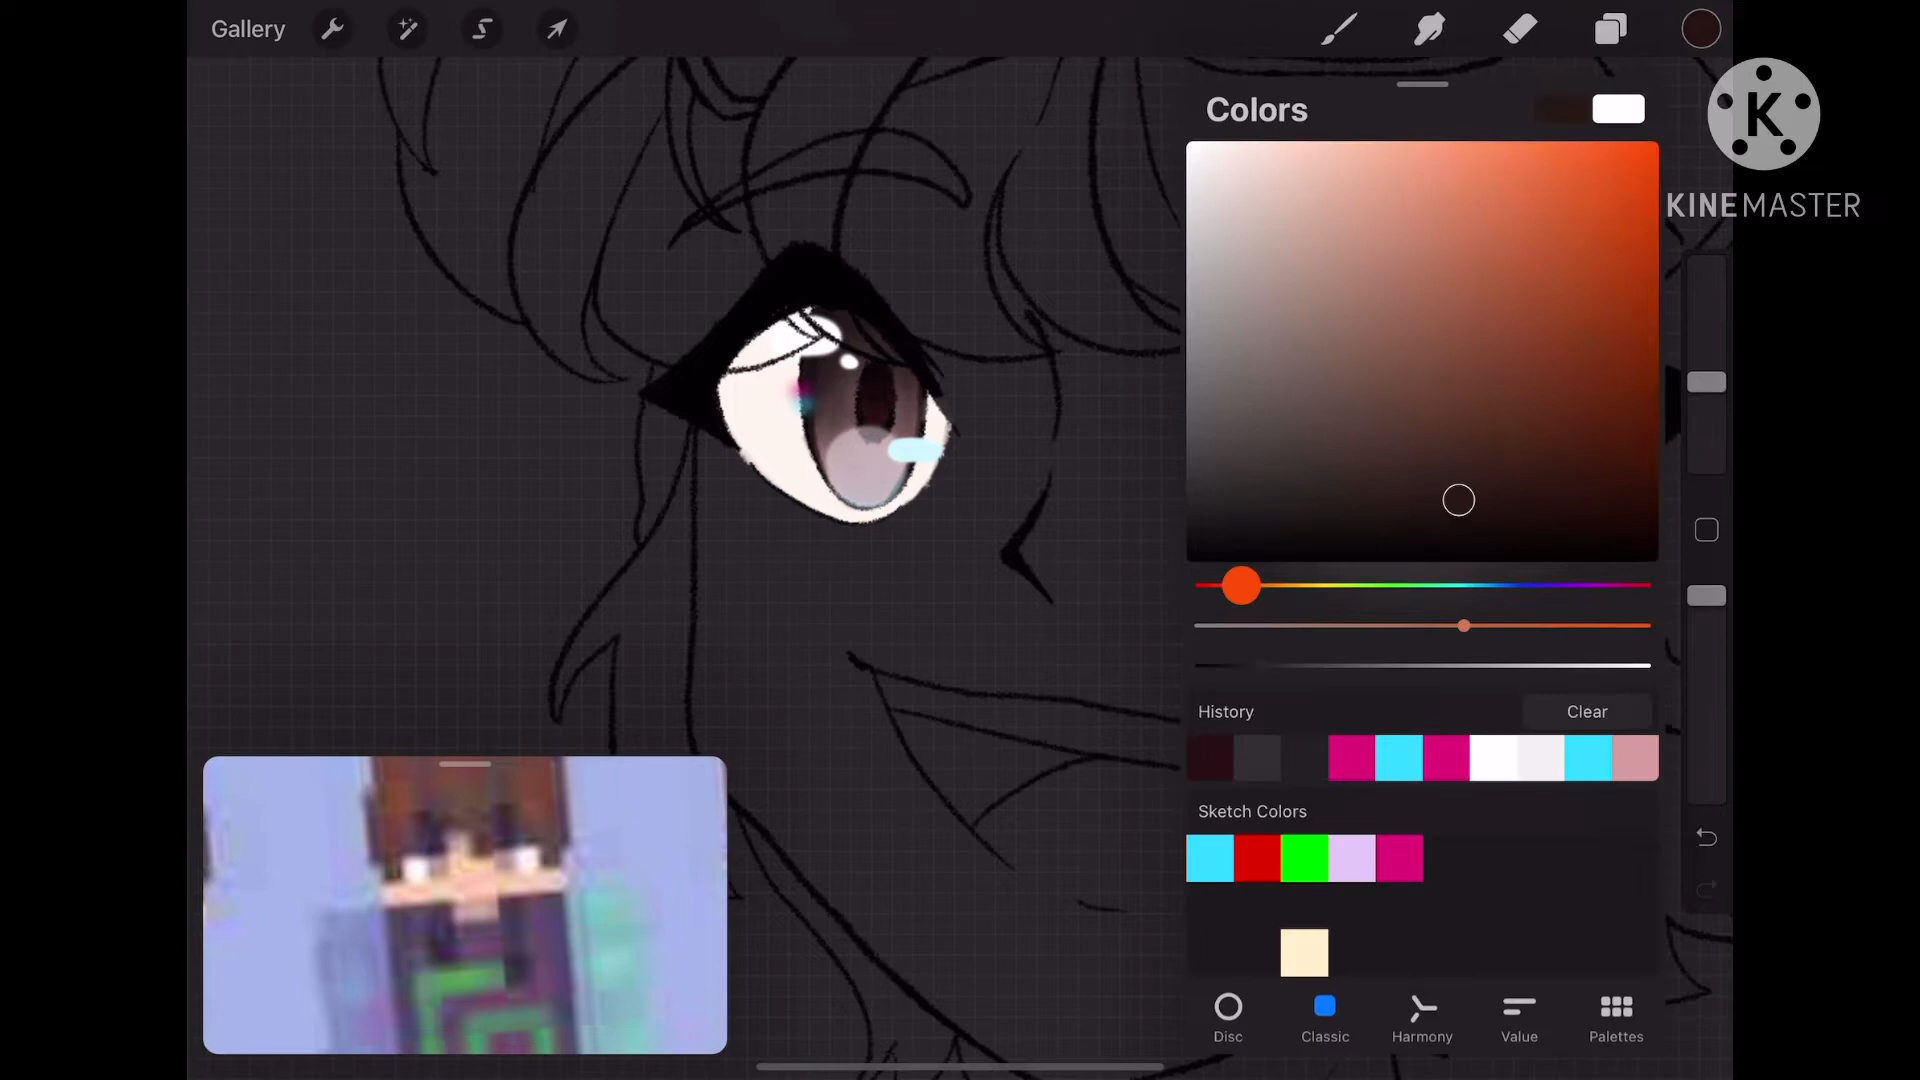 Gallery
Colors
K
KINEMASTER
History
Clear
Sketch Colors
Disc
Classic
Harmony
Value
Palettes